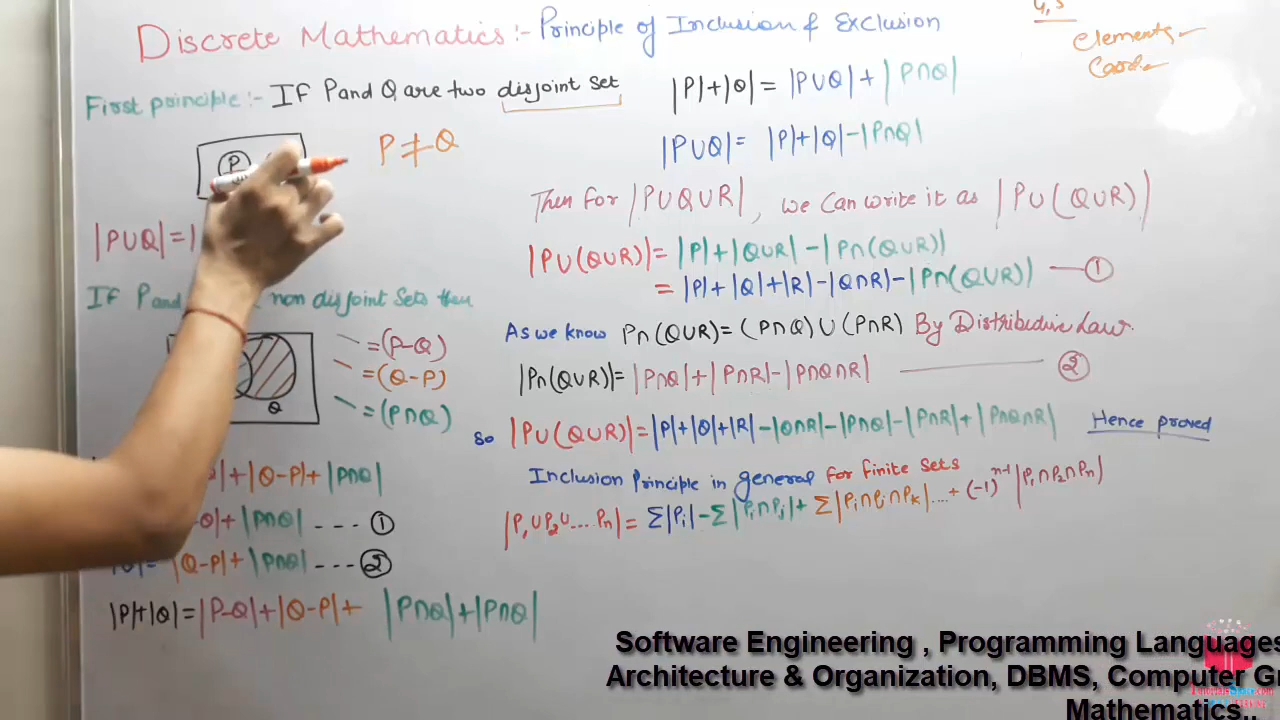 Discrete Mathematics:- Principle of Inclusion & Exclusion
Elements
First principle:- If P and Q are two disjoint Set
P
P ≠ Q
|P∪Q|=|
If P and non disjoint Sets then
=(P-Q)
=(Q-P)
=(P∩Q)
Q
+|Q-P|+|P∩Q|
+|P∩Q| ---- ①
|Q-P|+|P∩Q| --- ②
|P|+|Q|=|P-Q|+|Q-P|+ |P∩Q|+|P∩Q|
|P|+|Q|= |P∪Q|+|P∩Q|
|P∪Q|= |P|+|Q|-|P∩Q|
Then for |P∪Q∪R|, we can write it as |P∪(Q∪R)|
|P∪(Q∪R)|= |P|+|Q∪R|-|P∩(Q∪R)|
= |P|+|Q|+|R|-|Q∩R|-|P∩(Q∪R)| — ①
As we know P∩(Q∪R)=(P∩Q)∪(P∩R) By Distributive Law.
|P∩(Q∪R)|= |P∩Q|+|P∩R|-|P∩Q∩R| — ②
So |P∪(Q∪R)|=|P|+|Q|+|R|-|Q∩R|-|P∩Q|-|P∩R|+|P∩Q∩R| Hence proved
Inclusion Principle in general for finite sets
|P₁∪P₂∪....Pₙ|= Σ|Pi|-Σ|Pi∩Pj|+ Σ|Pi∩Pj∩Pk|....+(-1)ⁿ⁻¹|P₁∩P₂∩Pₙ|
Software Engineering , Programming Languages
Architecture & Organization, DBMS, Computer Gr
Mathematics..